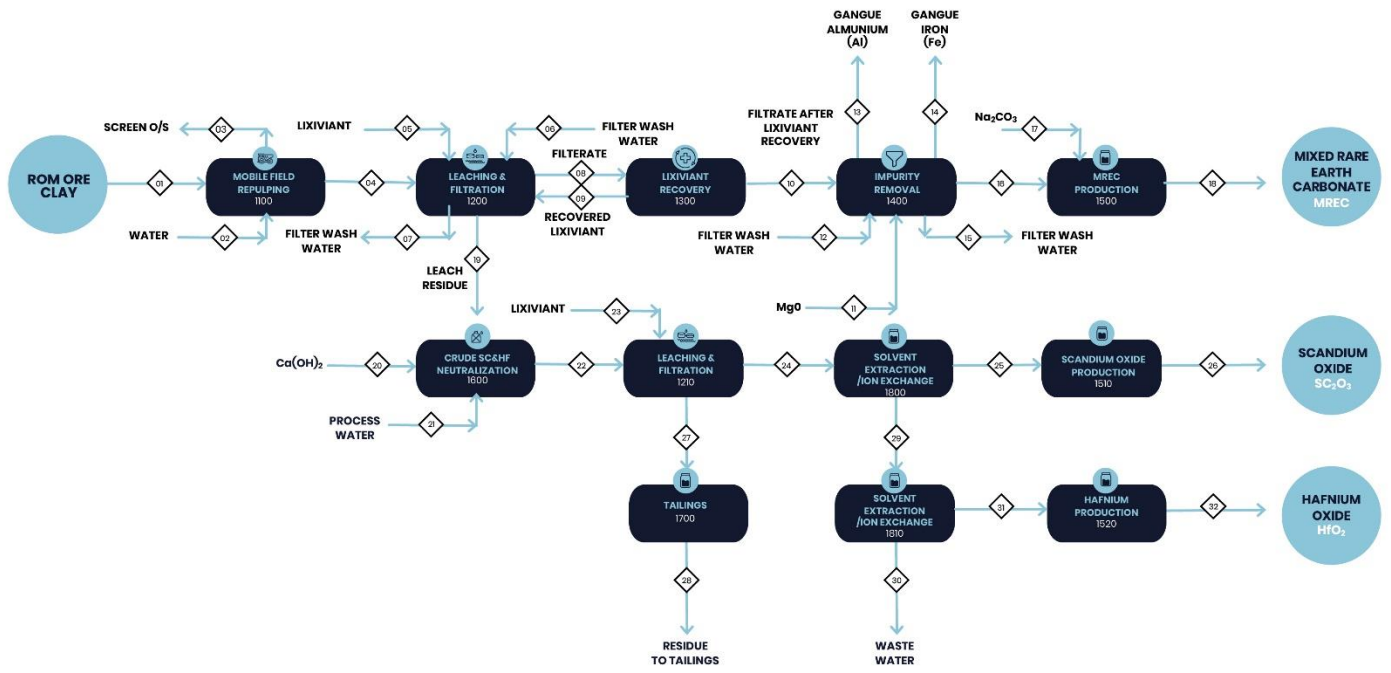 GANGUE
ALMUNIUM
(Al)
GANGUE
IRON
(Fe)
13
14
SCREEN O/S
03
LIXIVIANT
05
06
FILTER WASH
WATER
FILTRATE AFTER
LIXIVIANT
RECOVERY
Na₂CO₃
17
ROM ORE
CLAY
01
MOBILE FIELD
REPULPING
1100
04
LEACHING &
FILTRATION
1200
FILTERATE
08
09
RECOVERED
LIXIVIANT
LIXIVIANT
RECOVERY
1300
10
IMPURITY
REMOVAL
1400
16
MREC
PRODUCTION
1500
18
MIXED RARE
EARTH
CARBONATE
MREC
WATER
02
FILTER WASH
WATER
07
19
LEACH
RESIDUE
FILTER WASH
WATER
12
15
FILTER WASH
WATER
LIXIVIANT
23
MgO
11
Ca(OH)₂
20
CRUDE SC&HF
NEUTRALIZATION
1600
22
LEACHING &
FILTRATION
1210
24
SOLVENT
EXTRACTION
/ION EXCHANGE
1800
25
SCANDIUM OXIDE
PRODUCTION
1510
26
SCANDIUM
OXIDE
SC₂O₃
PROCESS
WATER
21
27
29
TAILINGS
1700
SOLVENT
EXTRACTION
/ION EXCHANGE
1810
31
HAFNIUM
PRODUCTION
1520
32
HAFNIUM
OXIDE
HfO₂
28
30
RESIDUE
TO TAILINGS
WASTE
WATER